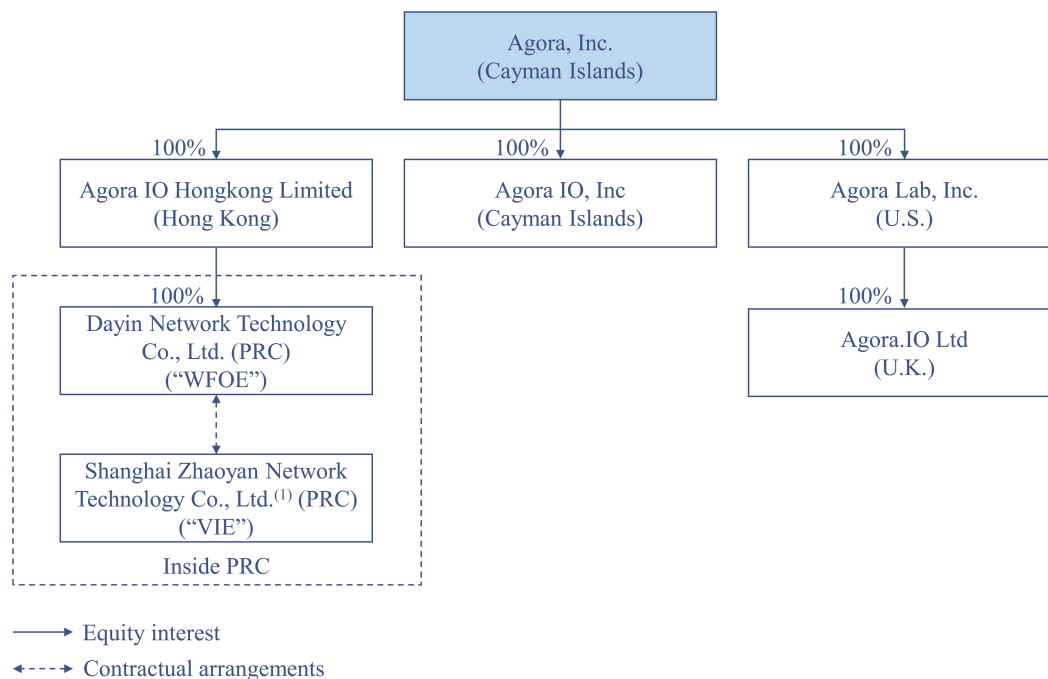 Agora, Inc.
(Cayman Islands)
100%
100%
100%
Agora IO Hongkong Limited
(Hong Kong)
Agora IO, Inc
(Cayman Islands)
Agora Lab, Inc.
(U.S.)
100%
100%
Dayin Network Technology
Co., Ltd. (PRC)
(“WFOE”)
Agora.IO Ltd
(U.K.)
Shanghai Zhaoyan Network
Technology Co., Ltd.(1) (PRC)
(“VIE”)
Inside PRC
Equity interest
Contractual arrangements